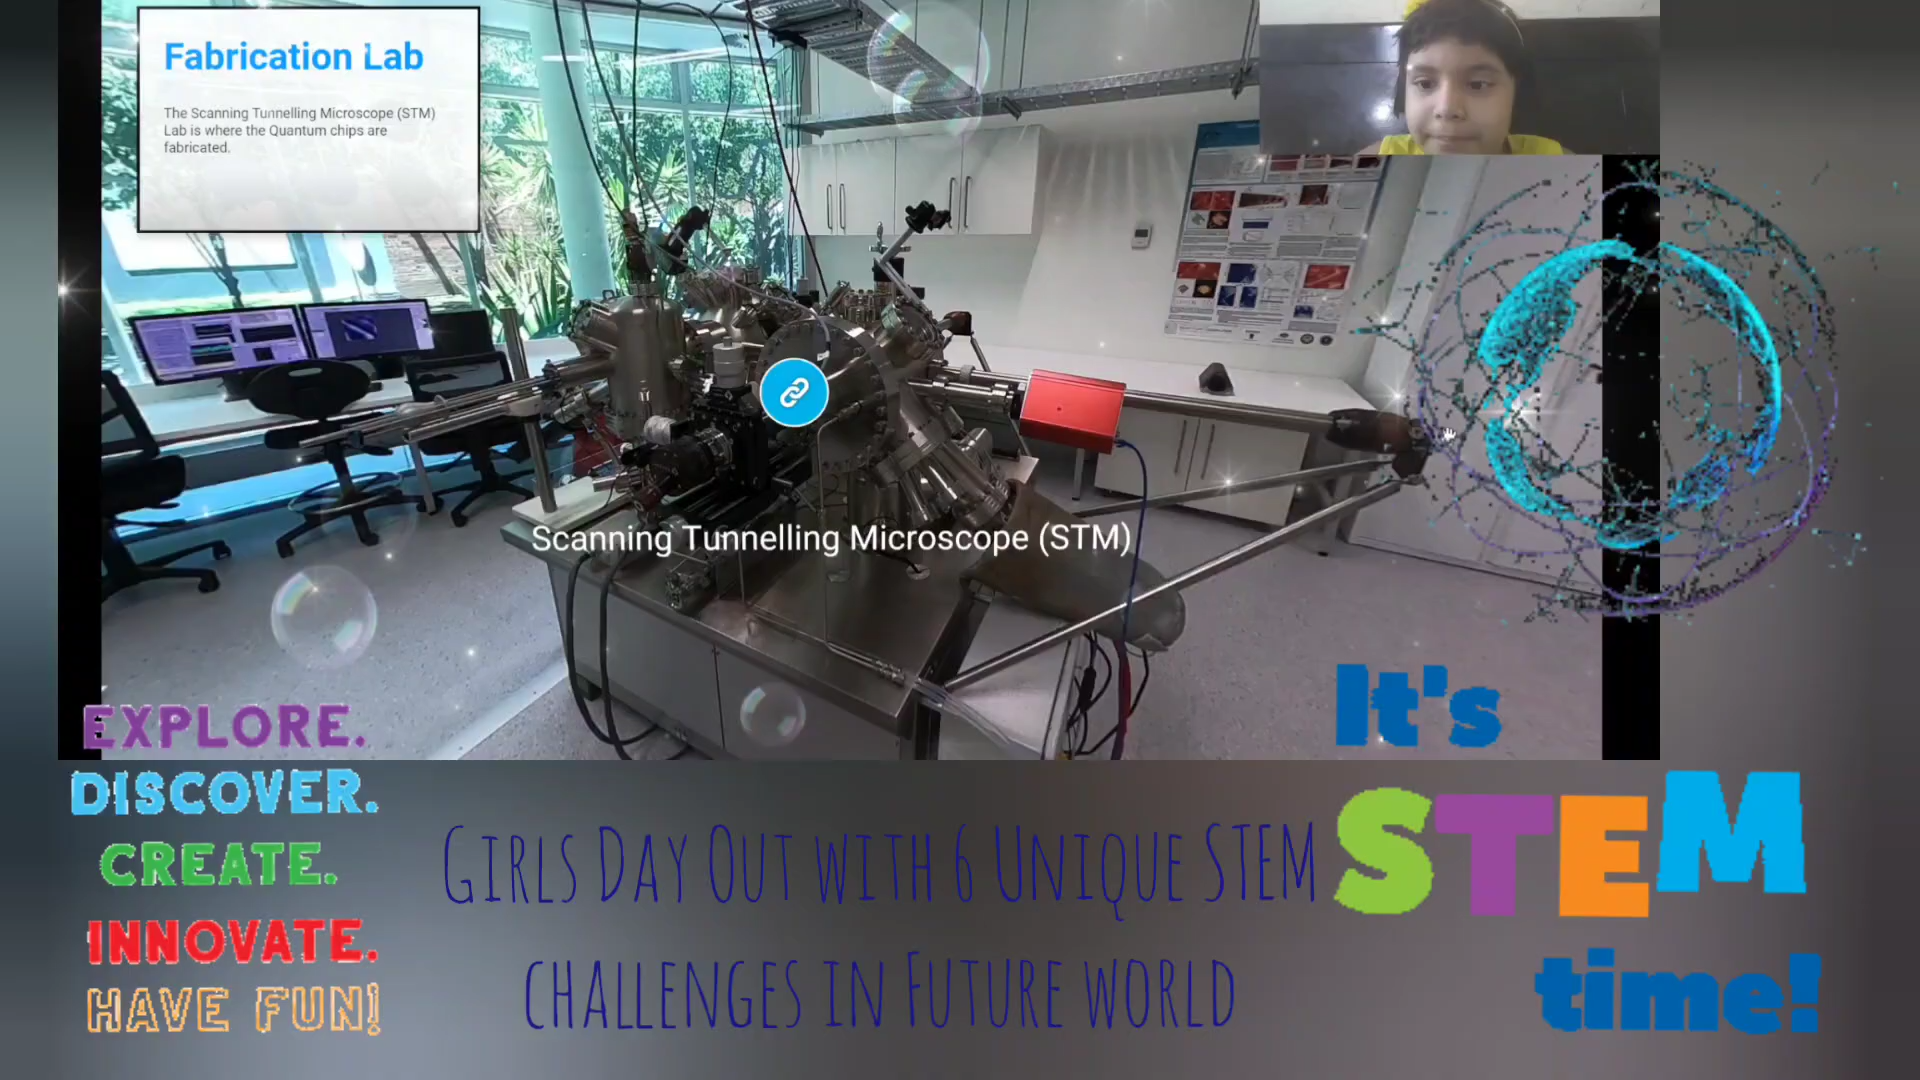 Fabrication Lab
The Scanning Tunnelling Microscope (STM)
Lab is where the Quantum chips are
fabricated.
Scanning Tunnelling Microscope (STM)
EXPLORE.
DISCOVER.
CREATE.
INNOVATE.
HAVE FUN!
GIRLS DAY OUT WITH 6 UNIQUE STEM
CHALLENGES IN FUTURE WORLD
It's
STEM
time!